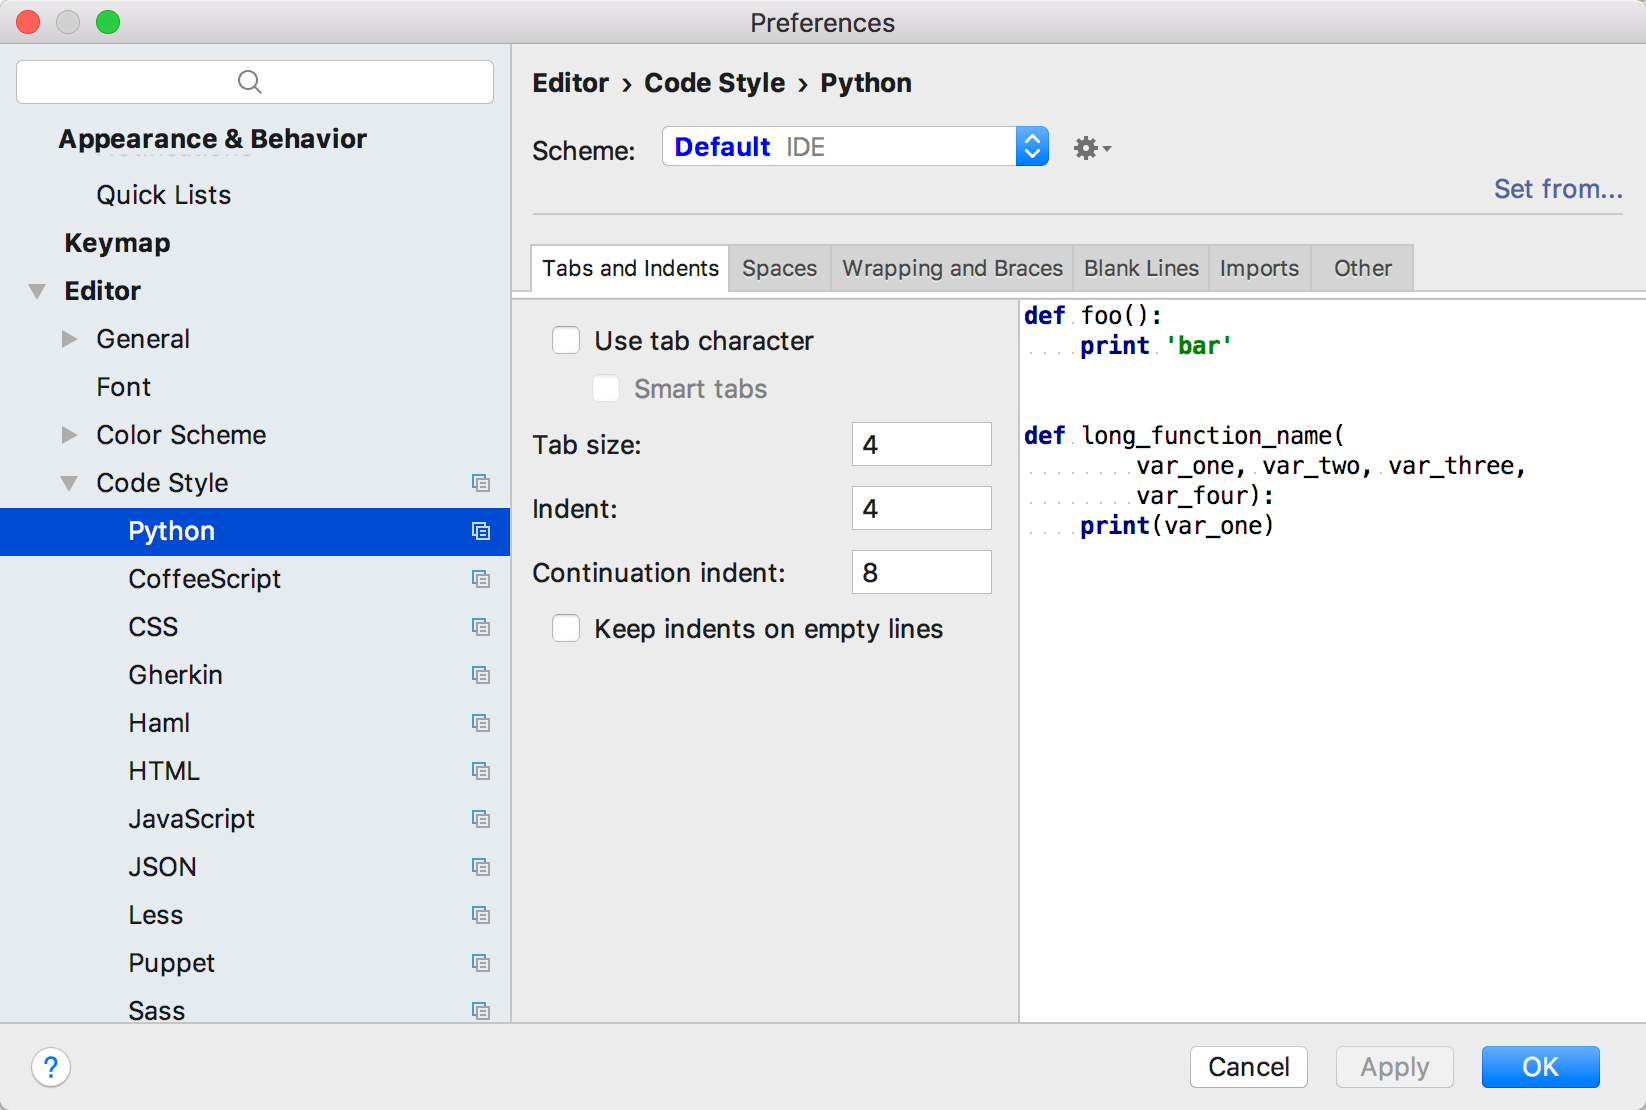 Preferences
Appearance & Behavior
Quick Lists
Keymap
Editor
General
Font
Color Scheme
Code Style
Python
CoffeeScript
CSS
Gherkin
Haml
HTML
JavaScript
JSON
Less
Puppet
Sass
Editor › Code Style › Python
Scheme: Default IDE
Set from...
Tabs and Indents Spaces Wrapping and Braces Blank Lines Imports Other
Use tab character
Smart tabs
Tab size: 4
Indent: 4
Continuation indent: 8
Keep indents on empty lines
def foo():
    print 'bar'
def long_function_name(
        var_one, var_two, var_three,
        var_four):
    print(var_one)
?
Cancel Apply OK